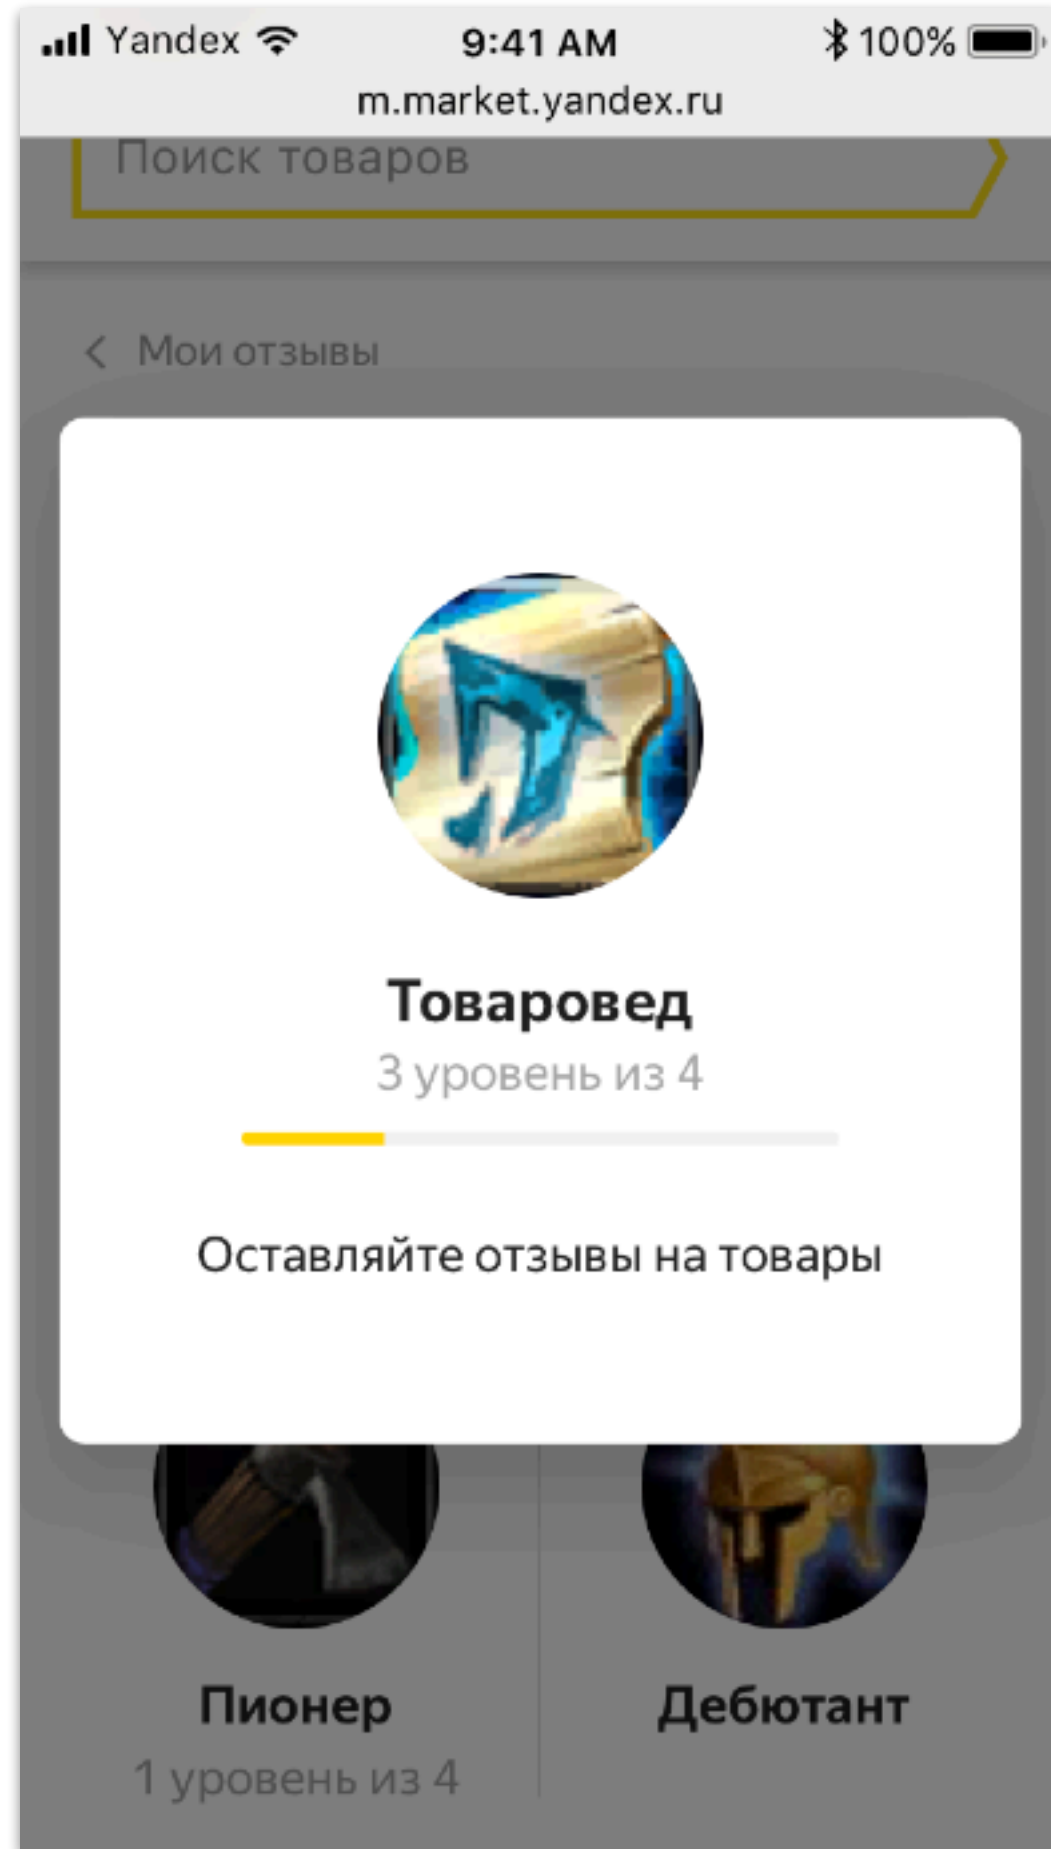 Yandex 9:41 AM 100%
m.market.yandex.ru
Поиск товаров
Мои отзывы
Товаровед
3 уровень из 4
Оставляйте отзывы на товары
Пионер Дебютант
1 уровень из 4